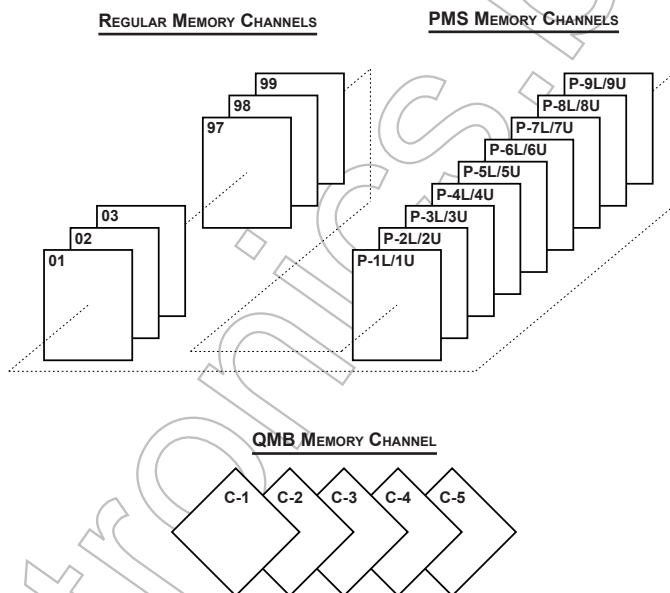 REGULAR MEMORY CHANNELS
PMS MEMORY CHANNELS
99
98
97
03
02
01
P-9L/9U
P-8L/8U
P-7L/7U
P-6L/6U
P-5L/5U
P-4L/4U
P-3L/3U
P-2L/2U
P-1L/1U
QMB MEMORY CHANNEL
C-1 C-2 C-3 C-4 C-5